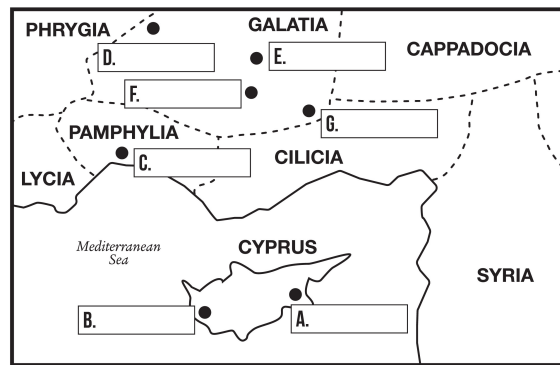 PHRYGIA
GALATIA
CAPPADOCIA
D.
E.
F.
G.
PAMPHYLIA
C.
CILICIA
LYCIA
Mediterranean
Sea
CYPRUS
SYRIA
B.
A.